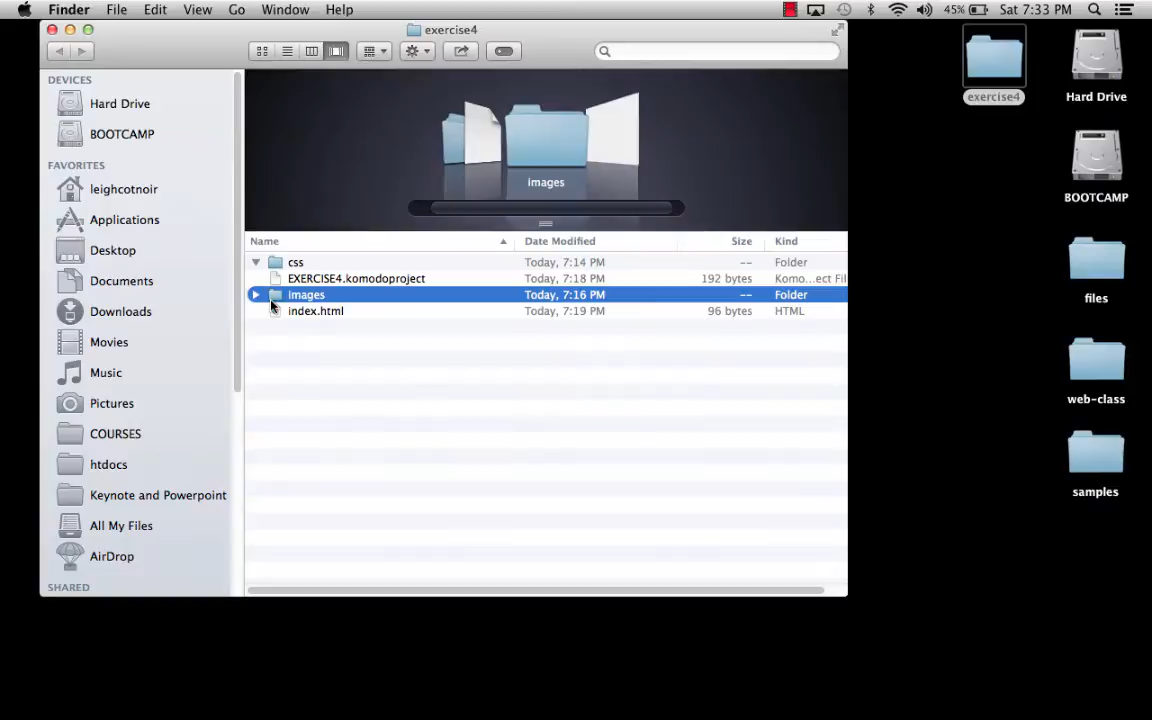 Finder File Edit View Go Window Help
45% Sat 7:33 PM
exercise4
DEVICES
Hard Drive
BOOTCAMP
FAVORITES
leighcotnoir
Applications
Desktop
Documents
Downloads
Movies
Music
Pictures
COURSES
htdocs
Keynote and Powerpoint
All My Files
AirDrop
SHARED
images
Name Date Modified Size Kind
css Today, 7:14 PM -- Folder
EXERCISE4.komodoproject Today, 7:18 PM 192 bytes Komo...ect Fil
images Today, 7:16 PM -- Folder
index.html Today, 7:19 PM 96 bytes HTML
exercise4
Hard Drive
BOOTCAMP
files
web-class
samples